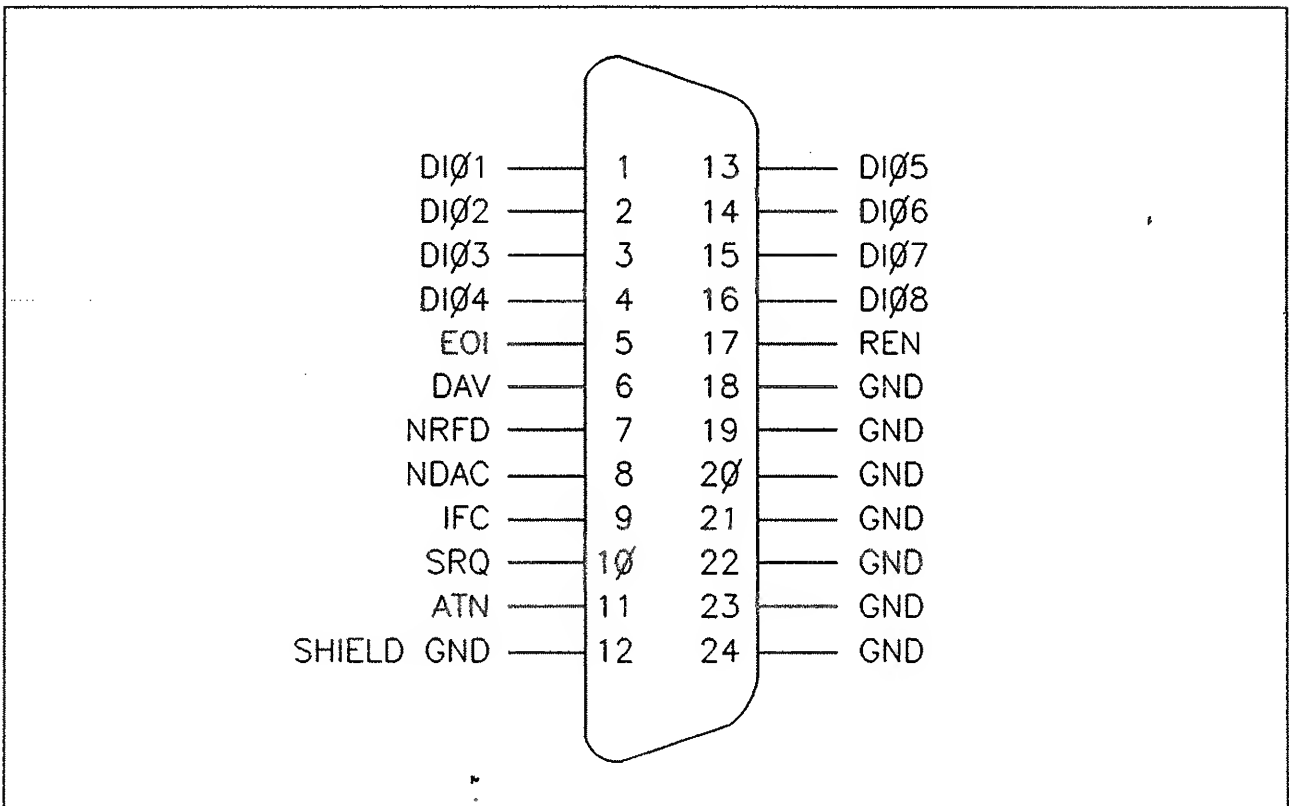 DIØ1 1 13 DIØ5
DIØ2 2 14 DIØ6
DIØ3 3 15 DIØ7
DIØ4 4 16 DIØ8
EOI 5 17 REN
DAV 6 18 GND
NRFD 7 19 GND
NDAC 8 2Ø GND
IFC 9 21 GND
SRQ 1Ø 22 GND
ATN 11 23 GND
SHIELD GND 12 24 GND